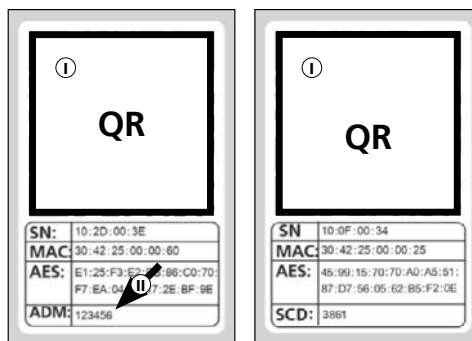 I
QR
SN: 10:2D:00:3E
MAC: 30:42:25:00:00:60
AES: E1:25:F3:E2: :86:C0:70:
F7:EA:04 7:2E:BF:9E
II
ADM: 123456
I
QR
SN 10:0F:00:34
MAC: 30:42:25:00:00:25
AES: 45:99:15:70:70:A0:A5:51:
87:D7:56:05:62:B5:F2:0E
SCD: 3861